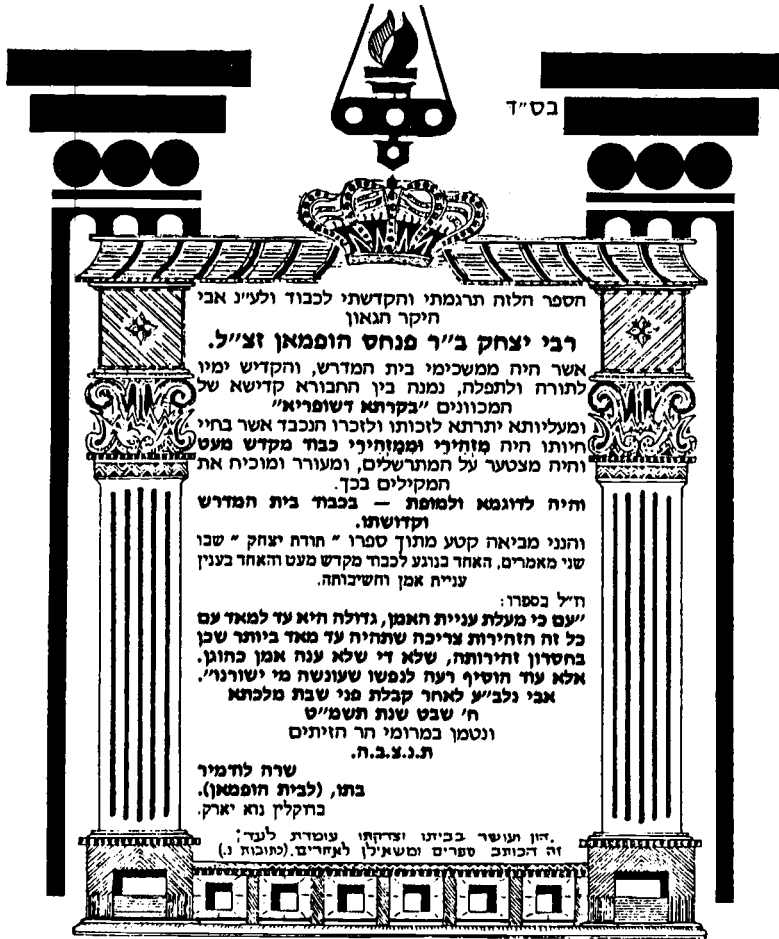 בס״ד
הספר הלזה תרגמתי והקדשתי לכבוד ולע״נ אבי
היקר הגאון
רבי יצחק ב״ר פנחס הופמאן זצ״ל.
אשר היה ממשכימי בית המדרש, והקדיש ימיו
לתורה ולתפלה, נמנה בין החבורא קדישא של
המכוונים ״בקרתא דשופריא״
ומעליותא יתרתא לזכותו ולזכרו הנכבד אשר בחיי
חיותו היה מזהירי וממזהירי כבוד מקדש מעט
והיה מצטער על המתרשלים, ומעורר ומוכיח את
המקילים בכך.
והיה לדוגמא ולמופת — בכבוד בית המדרש
וקדושתו.
והנני מביאה קטע מתוך ספרו ״ תורת יצחק ״ שבו
שני מאמרים, האחד בנוגע לכבוד מקדש מעט והאחד בענין
עניית אמן וחשיבותה.
וז״ל בספרו:
״עם כי מעלת עניית האמן, גדולה היא עד למאד עם
כל זה הזהירות צריכה שתהיה עד מאד ביותר שכן
בחסרון זהירותה, שלא די שלא ענה אמן כהוגן.
אלא עוד הוסיף רעה לנפשו שעונשה מי ישורנו״.
אבי נלב״ע לאחר קבלת פני שבת מלכתא
ח׳ שבט שנת תשמ״ט
ונטמן במרומי הר הזיתים
ת.נ.צ.ב.ה.
שרה לודמיר
בתו, (לבית הופמאן).
ברוקלין נוא יארק.
הון ועושר בביתו וצדקתו עומדת לעד;
זה הכותב ספרים ומשאילן לאחרים. (כתובות נ.)